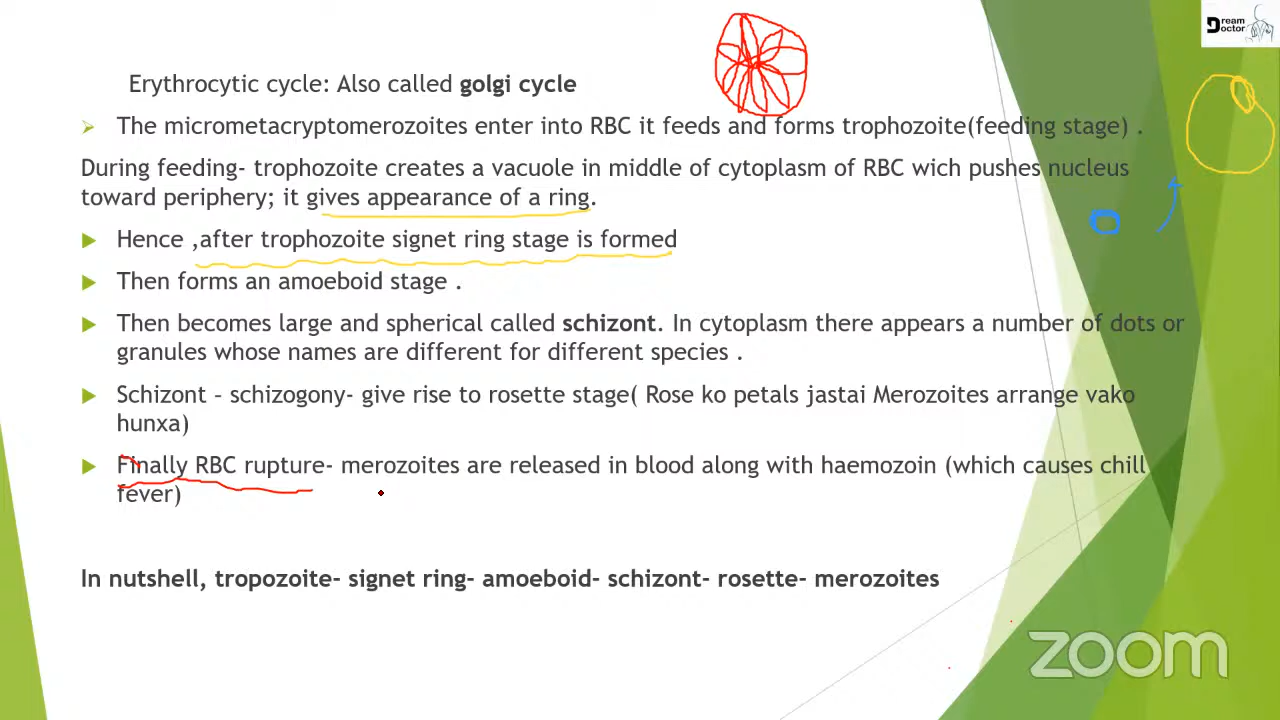 Dream
Doctor
Erythrocytic cycle: Also called golgi cycle
The micrometacryptomerozoites enter into RBC it feeds and forms trophozoite(feeding stage) .
During feeding- trophozoite creates a vacuole in middle of cytoplasm of RBC wich pushes nucleus
toward periphery; it gives appearance of a ring.
Hence ,after trophozoite signet ring stage is formed
Then forms an amoeboid stage .
Then becomes large and spherical called schizont. In cytoplasm there appears a number of dots or
granules whose names are different for different species .
Schizont – schizogony- give rise to rosette stage( Rose ko petals jastai Merozoites arrange vako
hunxa)
Finally RBC rupture- merozoites are released in blood along with haemozoin (which causes chill
fever)
In nutshell, tropozoite- signet ring- amoeboid- schizont- rosette- merozoites
zoom